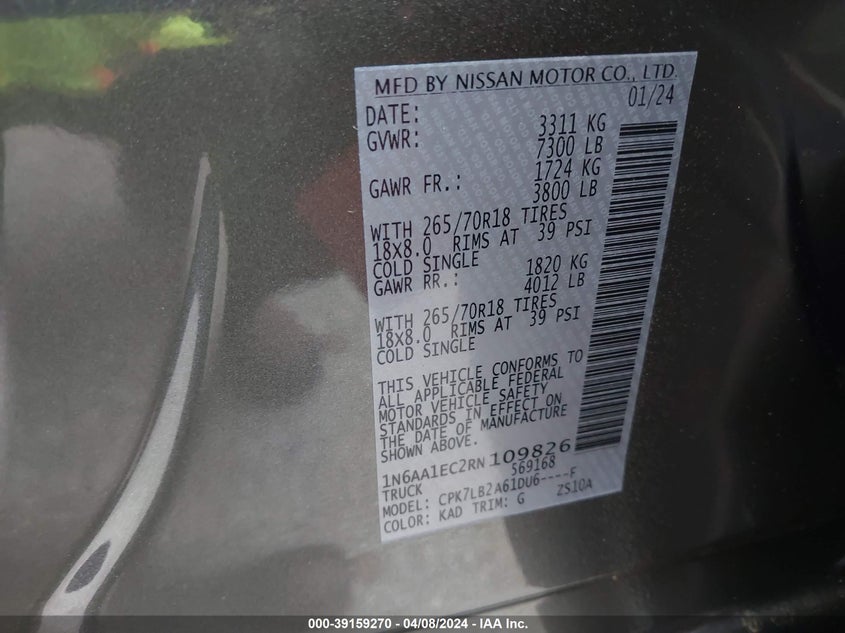 MFD BY NISSAN MOTOR CO., LTD.
DATE: 01/24
GVWR: 3311 KG
7300 LB
GAWR FR.: 1724 KG
3800 LB
WITH 265/70R18 TIRES
18X8.0 RIMS AT 39 PSI
COLD SINGLE
GAWR RR.: 1820 KG
4012 LB
WITH 265/70R18 TIRES
18X8.0 RIMS AT 39 PSI
COLD SINGLE
THIS VEHICLE CONFORMS TO
ALL APPLICABLE FEDERAL
MOTOR VEHICLE SAFETY
STANDARDS IN EFFECT ON
THE DATE OF MANUFACTURE
SHOWN ABOVE.
1N6AA1EC2RN109826
TRUCK 569168
MODEL: CPK7LB2A61DU6----F
COLOR: KAD TRIM: G ZS10A
000-39159270 - 04/08/2024 - IAA Inc.